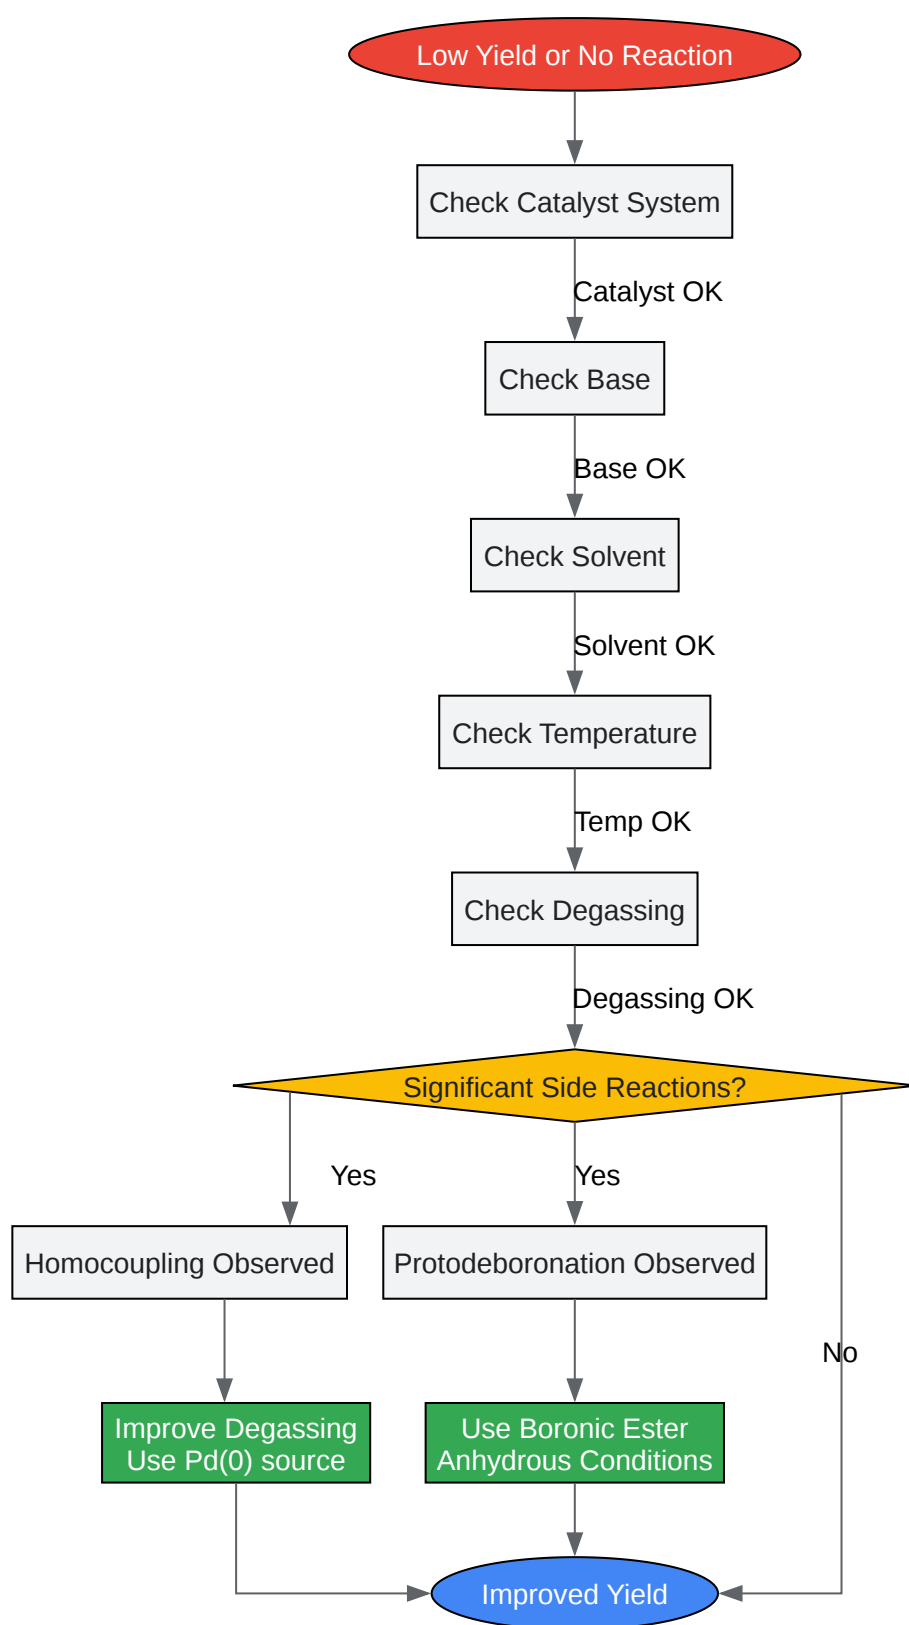 Low Yield or No Reaction
Check Catalyst System
Catalyst OK
Check Base
Base OK
Check Solvent
Solvent OK
Check Temperature
Temp OK
Check Degassing
Degassing OK
Significant Side Reactions?
Yes
Yes
Homocoupling Observed
Protodeboronation Observed
No
Improve Degassing
Use Pd(0) source
Use Boronic Ester
Anhydrous Conditions
Improved Yield